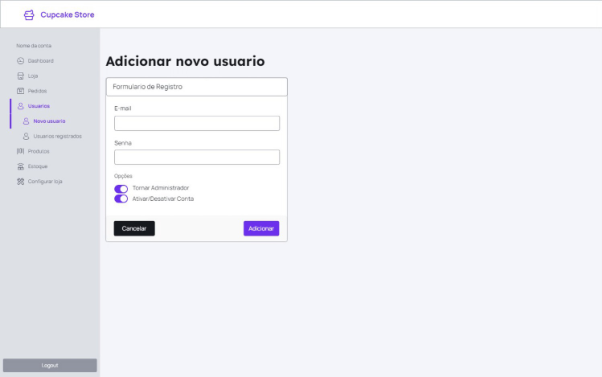 Cupcake Store
Nome da conta
Dashboard
Loja
Pedidos
Usuarios
Novo usuario
Usuarios registrados
Produtos
Estoque
Configurar loja
Logout
Adicionar novo usuario
Formulario de Registro
E-mail
Senha
Opções
Tornar Administrador
Ativar/Desativar Conta
Cancelar
Adicionar